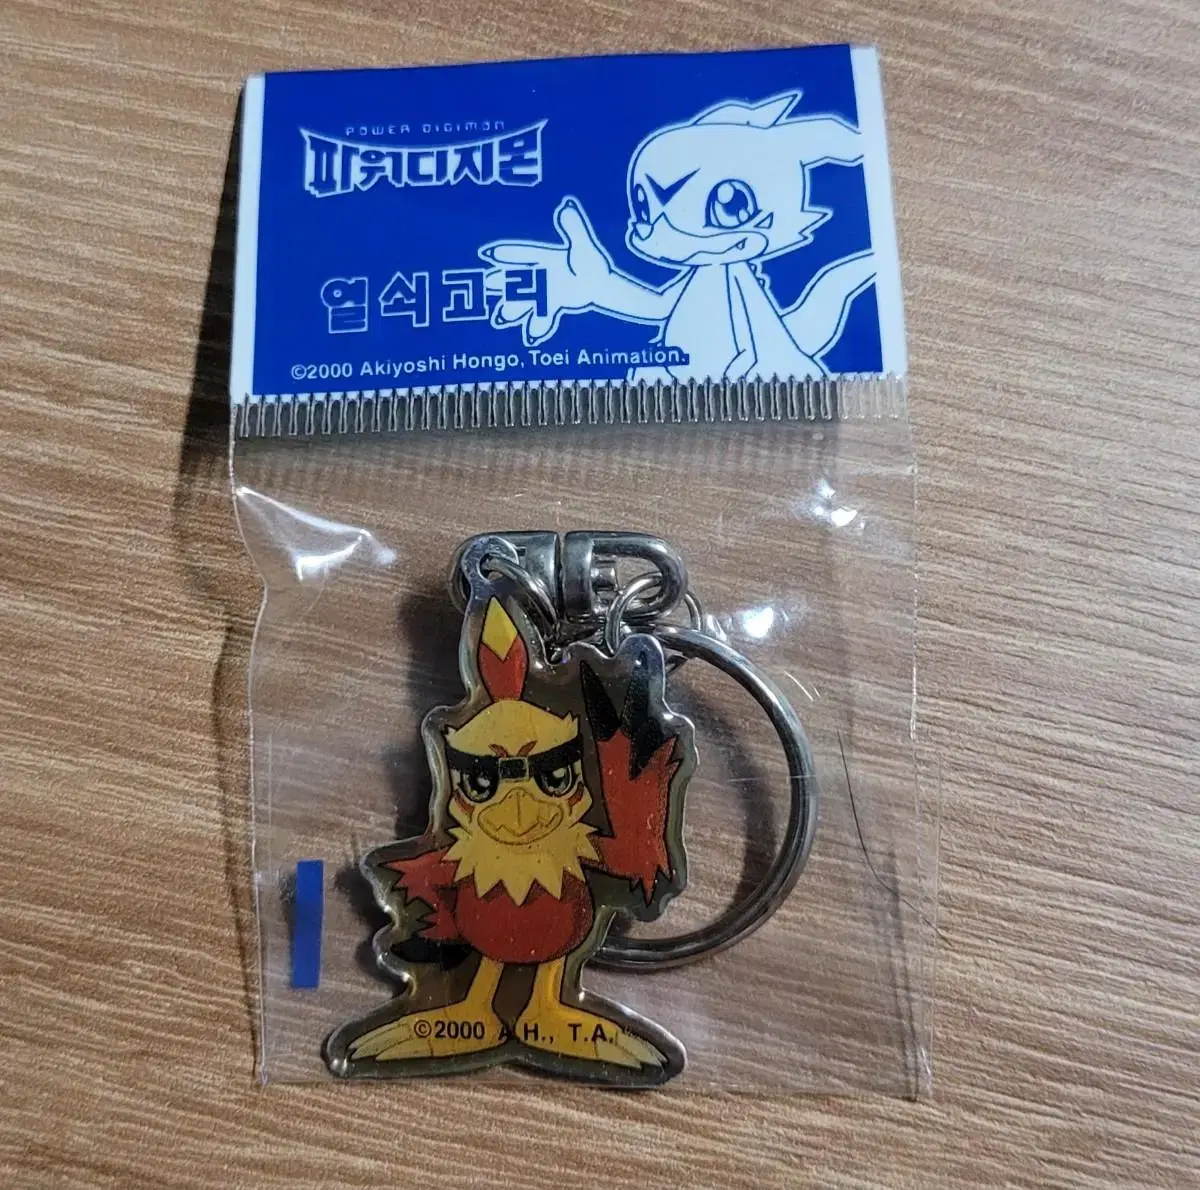 POWER DIGIMON
파워디지몬
열쇠고리
©2000 Akiyoshi Hongo, Toei Animation.
©2000 A.H., T.A.